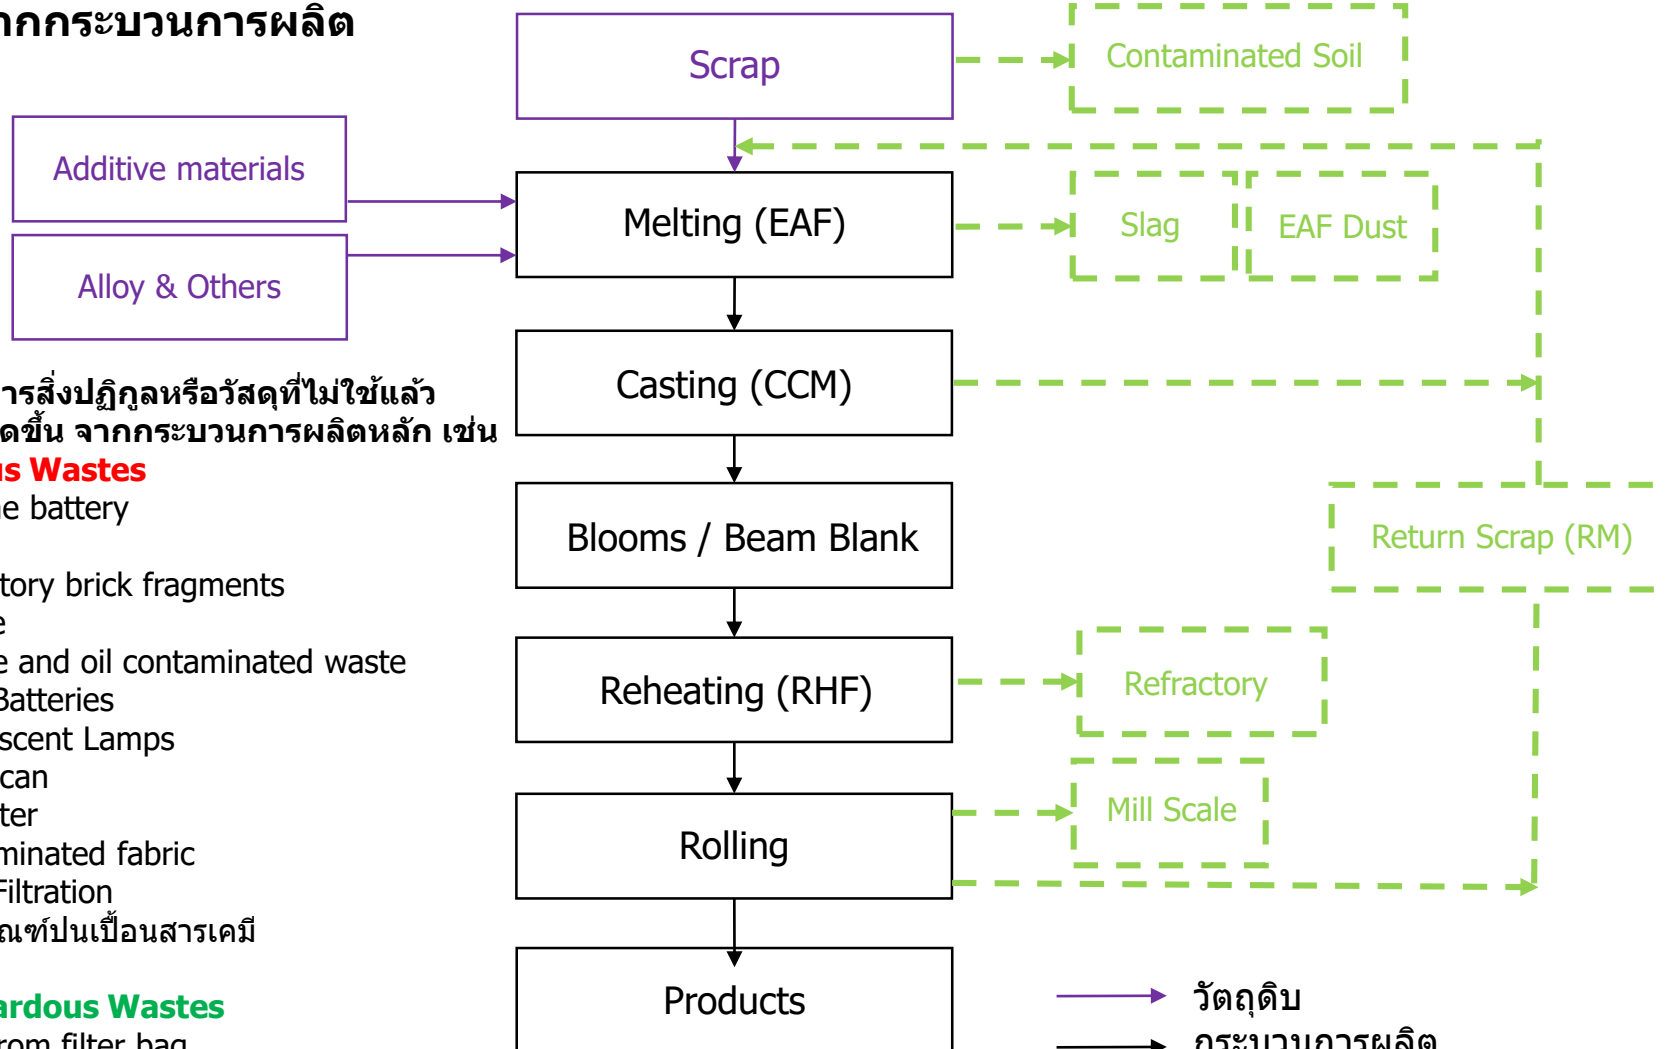 ากกระบวนการผลิต
Scrap
Contaminated Soil
Additive materials
Melting (EAF)
Slag
EAF Dust
Alloy & Others
Casting (CCM)
ารสิ่งปฏิกูลหรือวัสดุที่ไม่ใช้แล้ว
ดขึ้น จากกระบวนการผลิตหลัก เช่น
us Wastes
ne battery
Blooms / Beam Blank
Return Scrap (RM)
tory brick fragments
e
e and oil contaminated waste
Batteries
scent Lamps
can
ter
minated fabric
Filtration
ณฑ์ปนเปื้อนสารเคมี
Reheating (RHF)
Refractory
Mill Scale
Rolling
ardous Wastes
rom filter bag
Products
วัตถุดิบ
กระบวนการผลิต